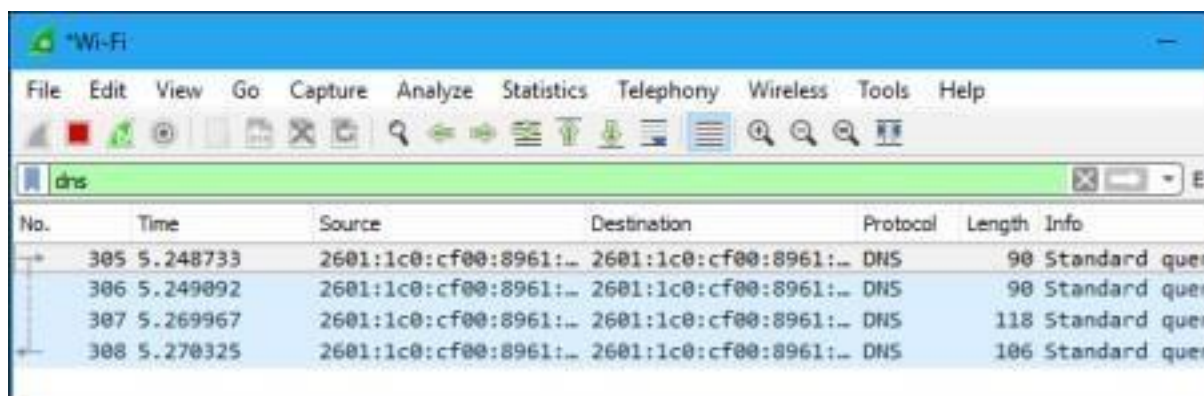 *Wi-Fi
File Edit View Go Capture Analyze Statistics Telephony Wireless Tools Help
dns
No. Time Source Destination Protocol Length Info
305 5.248733 2601:1c0:cf00:8961:… 2601:1c0:cf00:8961:… DNS 90 Standard que
306 5.249092 2601:1c0:cf00:8961:… 2601:1c0:cf00:8961:… DNS 90 Standard que
307 5.269967 2601:1c0:cf00:8961:… 2601:1c0:cf00:8961:… DNS 118 Standard que
308 5.270325 2601:1c0:cf00:8961:… 2601:1c0:cf00:8961:… DNS 106 Standard que